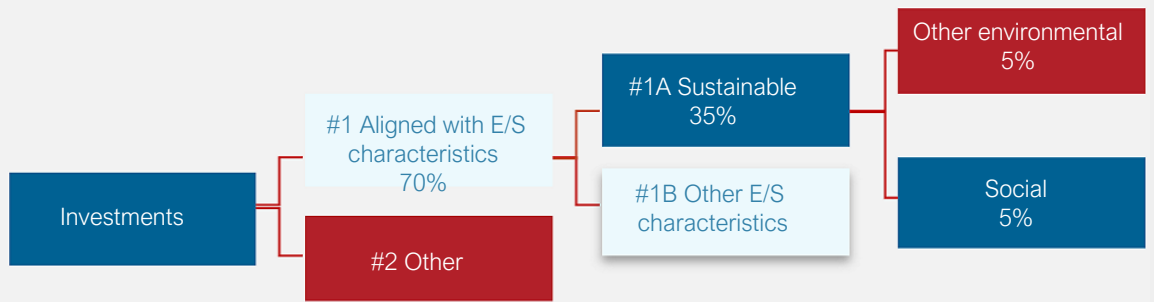 Investments
#1 Aligned with E/S
characteristics
70%
#2 Other
#1A Sustainable
35%
#1B Other E/S
characteristics
Other environmental
5%
Social
5%